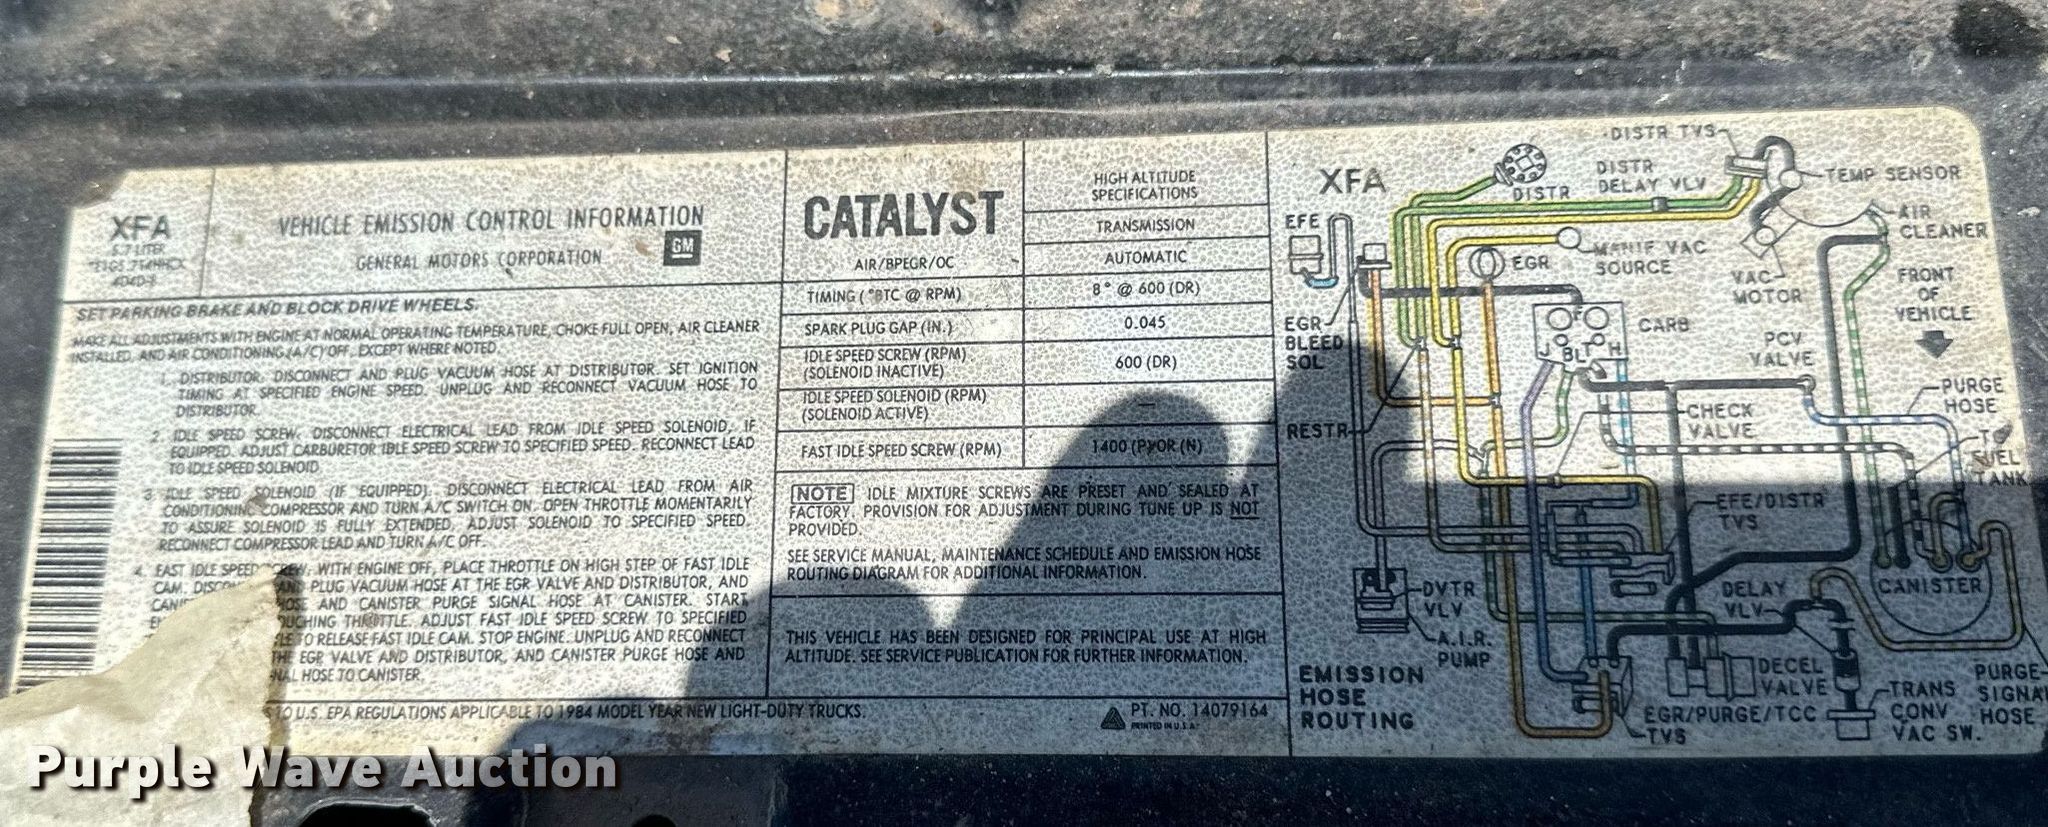 XFA
5.7 LITER
4D4D-E
VEHICLE EMISSION CONTROL INFORMATION
GENERAL MOTORS CORPORATION
GM
SET PARKING BRAKE AND BLOCK DRIVE WHEELS.
MAKE ALL ADJUSTMENTS WITH ENGINE AT NORMAL OPERATING TEMPERATURE, CHOKE FULL OPEN, AIR CLEANER
INSTALLED, AND AIR CONDITIONING (A/C) OFF, EXCEPT WHERE NOTED.
1. DISTRIBUTOR. DISCONNECT AND PLUG VACUUM HOSE AT DISTRIBUTOR. SET IGNITION
TIMING AT SPECIFIED ENGINE SPEED. UNPLUG AND RECONNECT VACUUM HOSE TO
DISTRIBUTOR.
2. IDLE SPEED SCREW. DISCONNECT ELECTRICAL LEAD FROM IDLE SPEED SOLENOID, IF
EQUIPPED. ADJUST CARBURETOR IDLE SPEED SCREW TO SPECIFIED SPEED. RECONNECT LEAD
TO IDLE SPEED SOLENOID.
3. IDLE SPEED SOLENOID (IF EQUIPPED). DISCONNECT ELECTRICAL LEAD FROM AIR
CONDITIONING COMPRESSOR AND TURN A/C SWITCH ON. OPEN THROTTLE MOMENTARILY
TO ASSURE SOLENOID IS FULLY EXTENDED, ADJUST SOLENOID TO SPECIFIED SPEED.
RECONNECT COMPRESSOR LEAD AND TURN A/C OFF.
4. FAST IDLE SPEED SCREW. WITH ENGINE OFF, PLACE THROTTLE ON HIGH STEP OF FAST IDLE
CAM. DISCO AND PLUG VACUUM HOSE AT THE EGR VALVE AND DISTRIBUTOR, AND
CANI HOSE AND CANISTER PURGE SIGNAL HOSE AT CANISTER. START
OUCHING THROTTLE. ADJUST FAST IDLE SPEED SCREW TO SPECIFIED
TO RELEASE FAST IDLE CAM. STOP ENGINE. UNPLUG AND RECONNECT
HE EGR VALVE AND DISTRIBUTOR, AND CANISTER PURGE HOSE AND
NAL HOSE TO CANISTER.
TO U.S. EPA REGULATIONS APPLICABLE TO 1984 MODEL YEAR NEW LIGHT-DUTY TRUCKS.
CATALYST
AIR/BPEGR/OC
HIGH ALTITUDE
SPECIFICATIONS
TRANSMISSION
AUTOMATIC
TIMING (°BTC @ RPM) 8° @ 600 (DR)
SPARK PLUG GAP (IN.) 0.045
IDLE SPEED SCREW (RPM)
(SOLENOID INACTIVE) 600 (DR)
IDLE SPEED SOLENOID (RPM)
(SOLENOID ACTIVE) —
FAST IDLE SPEED SCREW (RPM) 1400 (P) OR (N)
NOTE IDLE MIXTURE SCREWS ARE PRESET AND SEALED AT
FACTORY. PROVISION FOR ADJUSTMENT DURING TUNE UP IS NOT
PROVIDED.
SEE SERVICE MANUAL, MAINTENANCE SCHEDULE AND EMISSION HOSE
ROUTING DIAGRAM FOR ADDITIONAL INFORMATION.
THIS VEHICLE HAS BEEN DESIGNED FOR PRINCIPAL USE AT HIGH
ALTITUDE. SEE SERVICE PUBLICATION FOR FURTHER INFORMATION.
PT. NO. 14079164
PRINTED IN U.S.A.
XFA
DISTR TVS
DISTR
DISTR
DELAY VLV
TEMP SENSOR
EFE
AIR
CLEANER
MANIF VAC
SOURCE
EGR
VAC
MOTOR
FRONT
OF
VEHICLE
EGR
BLEED
SOL
CARB
J BLT H
PCV
VALVE
PURGE
HOSE
RESTR
CHECK
VALVE
TO
FUEL
TANK
EFE/DISTR
TVS
DVTR
VLV
DELAY
VLV
CANISTER
A.I.R.
PUMP
DECEL
VALVE
EMISSION
HOSE
ROUTING
EGR/PURGE/TCC
TVS
TRANS
CONV
VAC SW.
PURGE
SIGNA
HOSE
Purple Wave Auction